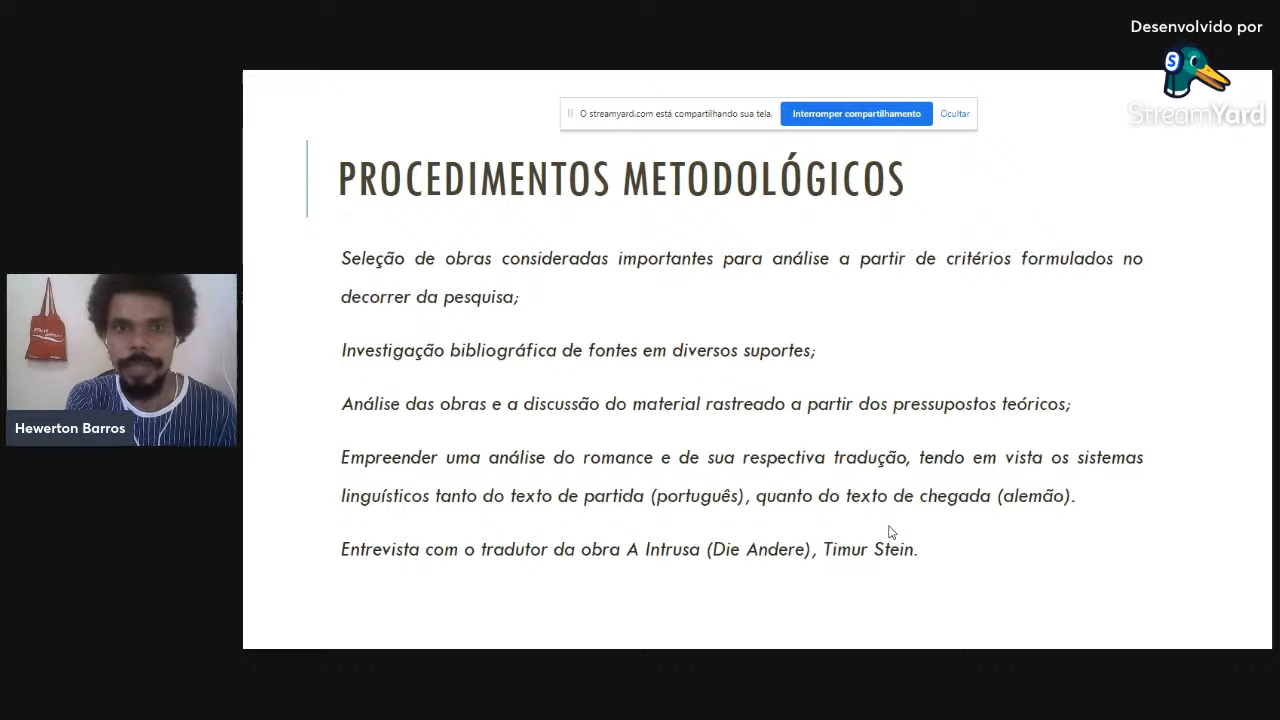 Desenvolvido por
StreamYard
O streamyard.com está compartilhando sua tela.
Interromper compartilhamento
Ocultar
PROCEDIMENTOS METODOLÓGICOS
Seleção de obras consideradas importantes para análise a partir de critérios formulados no
decorrer da pesquisa;
Investigação bibliográfica de fontes em diversos suportes;
Análise das obras e a discussão do material rastreado a partir dos pressupostos teóricos;
Empreender uma análise do romance e de sua respectiva tradução, tendo em vista os sistemas
linguísticos tanto do texto de partida (português), quanto do texto de chegada (alemão).
Entrevista com o tradutor da obra A Intrusa (Die Andere), Timur Stein.
Hewerton Barros